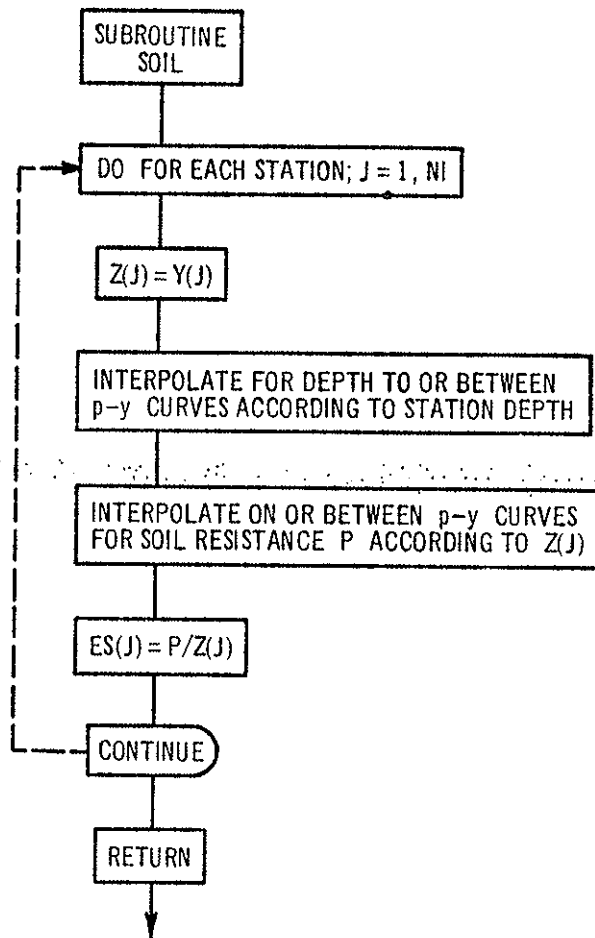 SUBROUTINE
SOIL
DO FOR EACH STATION; J = 1, NI
Z(J) = Y(J)
INTERPOLATE FOR DEPTH TO OR BETWEEN
p-y CURVES ACCORDING TO STATION DEPTH
INTERPOLATE ON OR BETWEEN p-y CURVES
FOR SOIL RESISTANCE P ACCORDING TO Z(J)
ES(J) = P/Z(J)
CONTINUE
RETURN